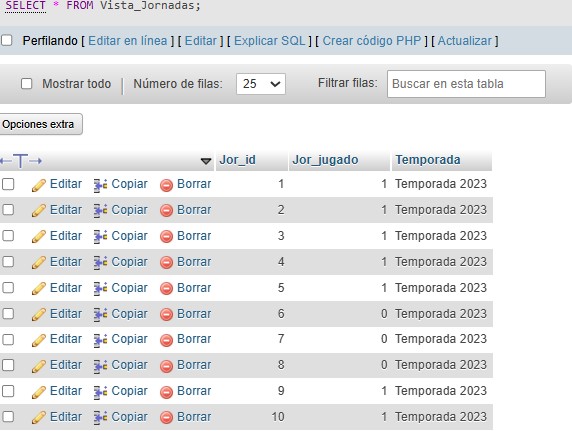 SELECT * FROM Vista_Jornadas;
Perfilando [ Editar en línea ] [ Editar ] [ Explicar SQL ] [ Crear código PHP ] [ Actualizar ]
Mostrar todo Número de filas: 25 Filtrar filas: Buscar en esta tabla
Opciones extra
Jor_id Jor_jugado Temporada
Editar Copiar Borrar 1 1 Temporada 2023
Editar Copiar Borrar 2 1 Temporada 2023
Editar Copiar Borrar 3 1 Temporada 2023
Editar Copiar Borrar 4 1 Temporada 2023
Editar Copiar Borrar 5 1 Temporada 2023
Editar Copiar Borrar 6 0 Temporada 2023
Editar Copiar Borrar 7 0 Temporada 2023
Editar Copiar Borrar 8 0 Temporada 2023
Editar Copiar Borrar 9 1 Temporada 2023
Editar Copiar Borrar 10 1 Temporada 2023